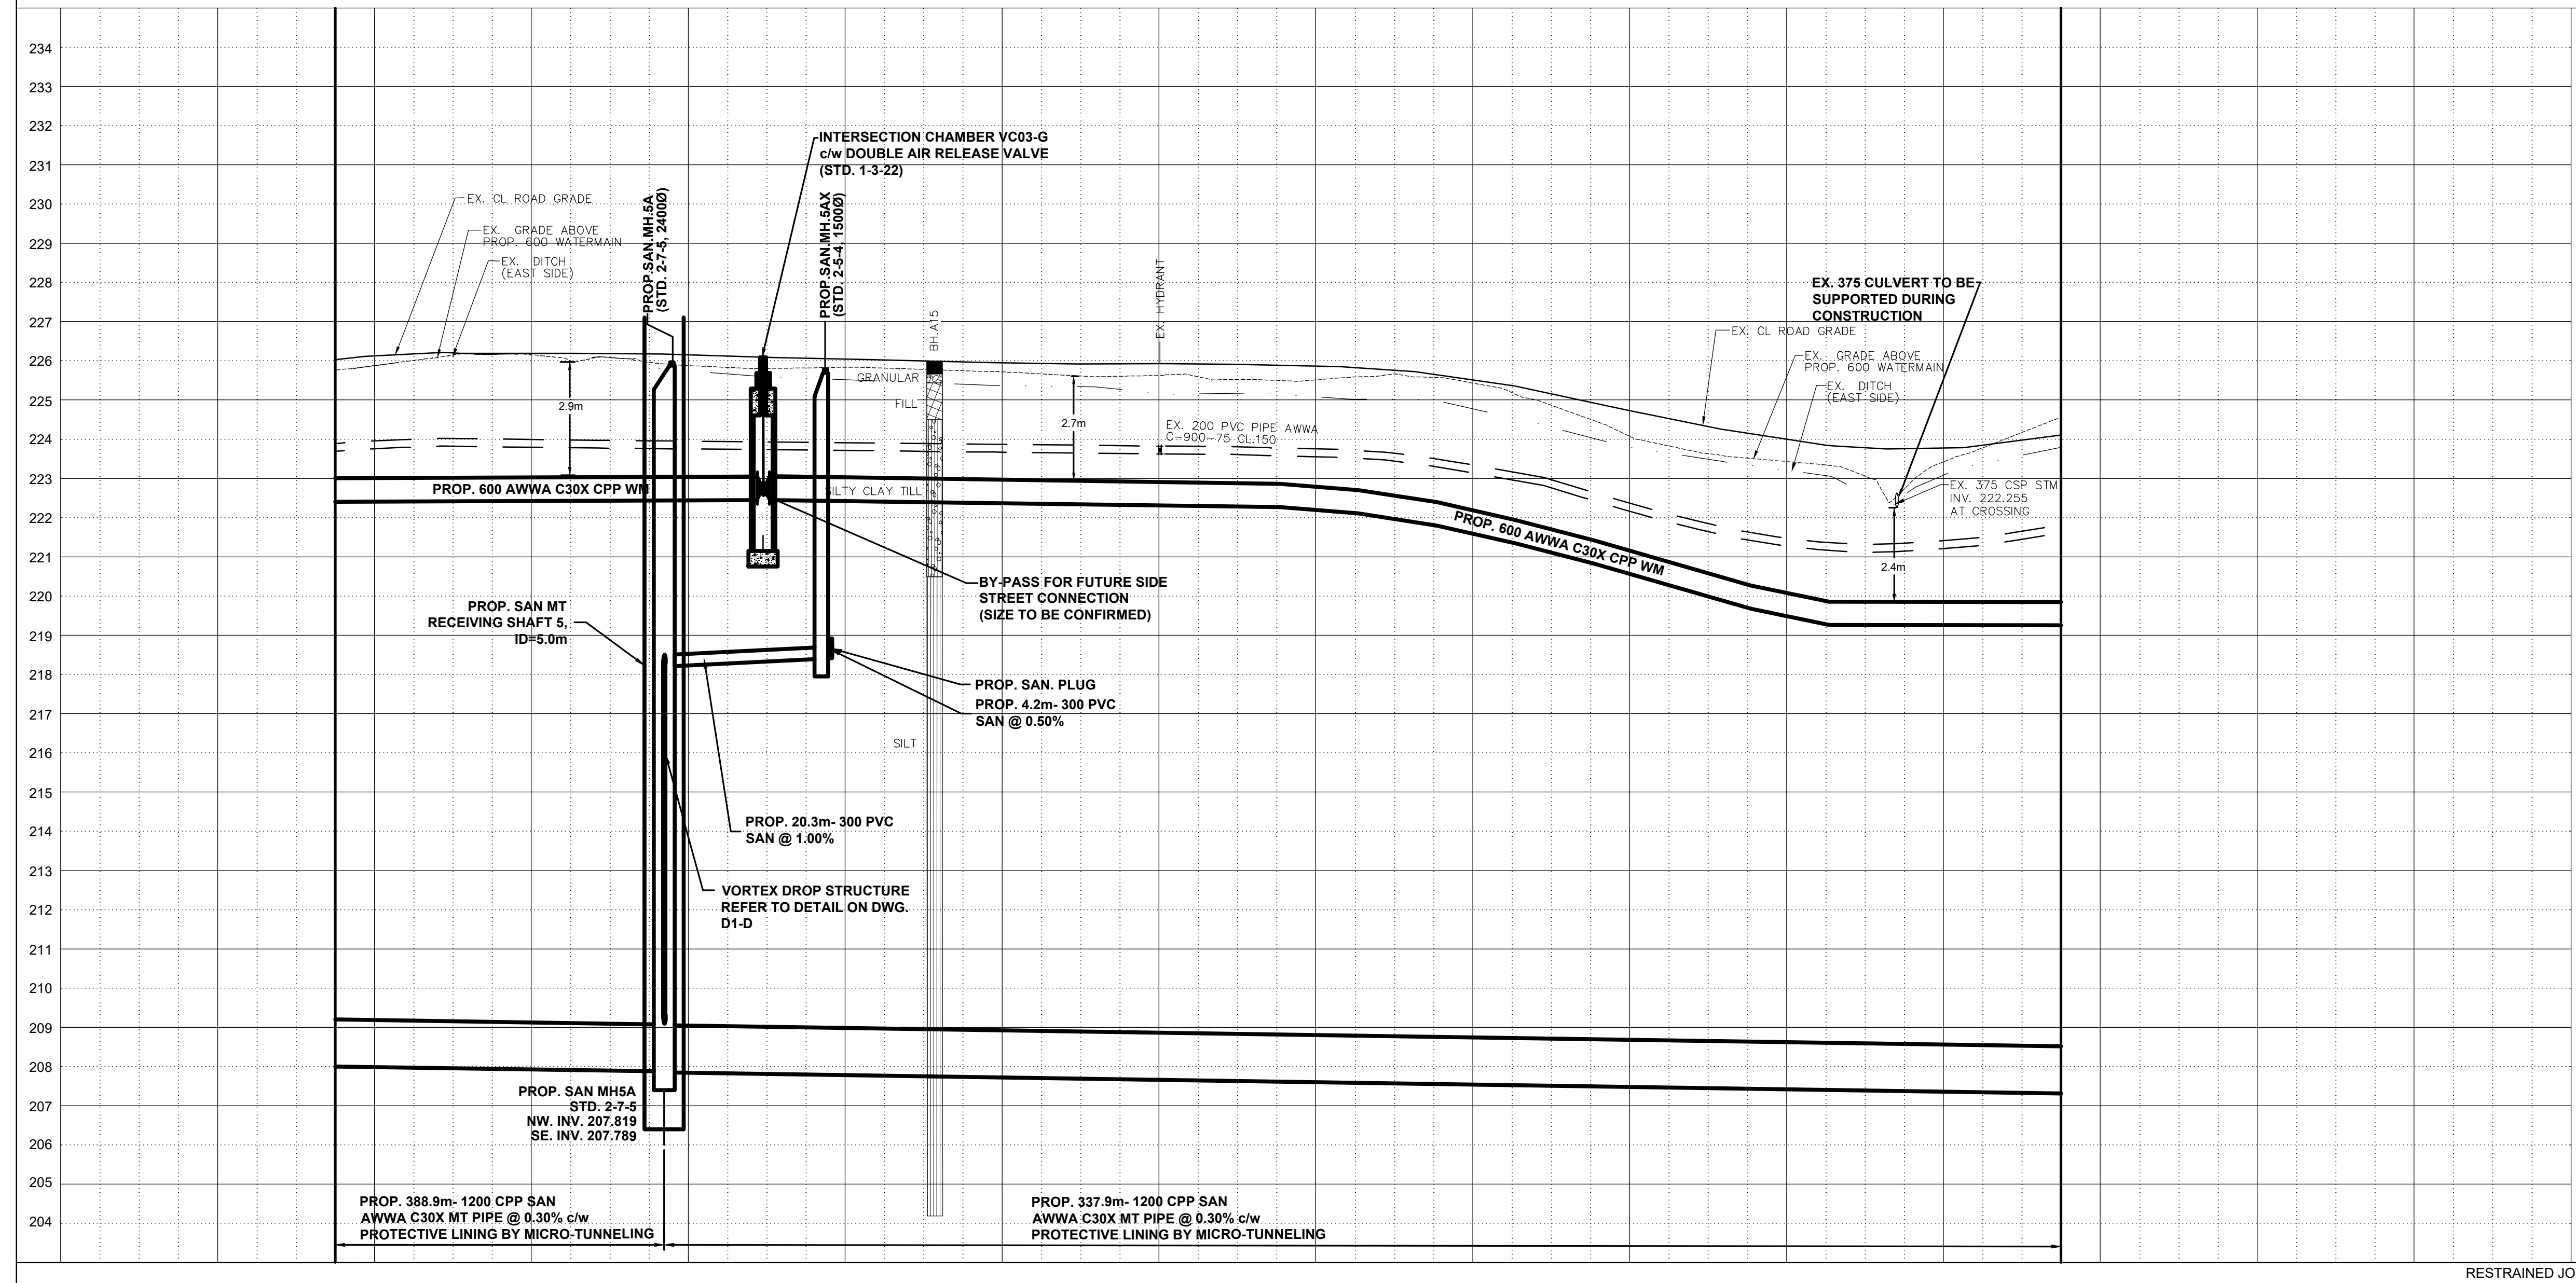 234
233
232
231
230
229
228
227
226
225
224
223
222
221
220
219
218
217
216
215
214
213
212
211
210
209
208
207
206
205
204
EX. CL ROAD GRADE
EX. GRADE ABOVE
PROP. 600 WATERMAIN
EX. DITCH
(EAST SIDE)
PROP.SAN.MH.5A
(STD. 2-7-5, 2400Ø)
INTERSECTION CHAMBER VC03-G
c/w DOUBLE AIR RELEASE VALVE
(STD. 1-3-22)
PROP.SAN.MH.5AX
(STD. 2-5-4, 1500Ø)
BH.A15
EX. HYDRANT
EX. 375 CULVERT TO BE
SUPPORTED DURING
CONSTRUCTION
EX. CL ROAD GRADE
EX. GRADE ABOVE
PROP. 600 WATERMAIN
EX. DITCH
(EAST SIDE)
GRANULAR
FILL
2.9m
2.7m
EX. 200 PVC PIPE AWWA
C-900-75 CL.150
PROP. 600 AWWA C30X CPP WM
SILTY CLAY TILL
EX. 375 CSP STM
INV. 222.255
AT CROSSING
PROP. 600 AWWA C30X CPP WM
2.4m
BY-PASS FOR FUTURE SIDE
STREET CONNECTION
(SIZE TO BE CONFIRMED)
PROP. SAN MT
RECEIVING SHAFT 5,
ID=5.0m
PROP. SAN. PLUG
PROP. 4.2m- 300 PVC
SAN @ 0.50%
SILT
PROP. 20.3m- 300 PVC
SAN @ 1.00%
VORTEX DROP STRUCTURE
REFER TO DETAIL ON DWG.
D1-D
PROP. SAN MH5A
STD. 2-7-5
NW. INV. 207.819
SE. INV. 207.789
PROP. 388.9m- 1200 CPP SAN
AWWA C30X MT PIPE @ 0.30% c/w
PROTECTIVE LINING BY MICRO-TUNNELING
PROP. 337.9m- 1200 CPP SAN
AWWA C30X MT PIPE @ 0.30% c/w
PROTECTIVE LINING BY MICRO-TUNNELING
RESTRAINED JO